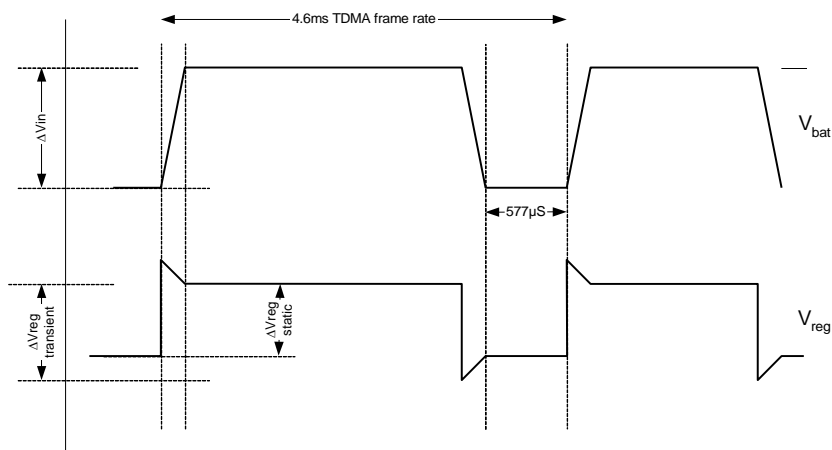 4.6ms TDMA frame rate
ΔVin
Vbat
577µS
ΔVreg
transient
ΔVreg
static
Vreg